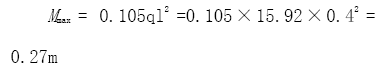 Mmax = 0.105ql² =0.105×15.92×0.4² =
0.27m